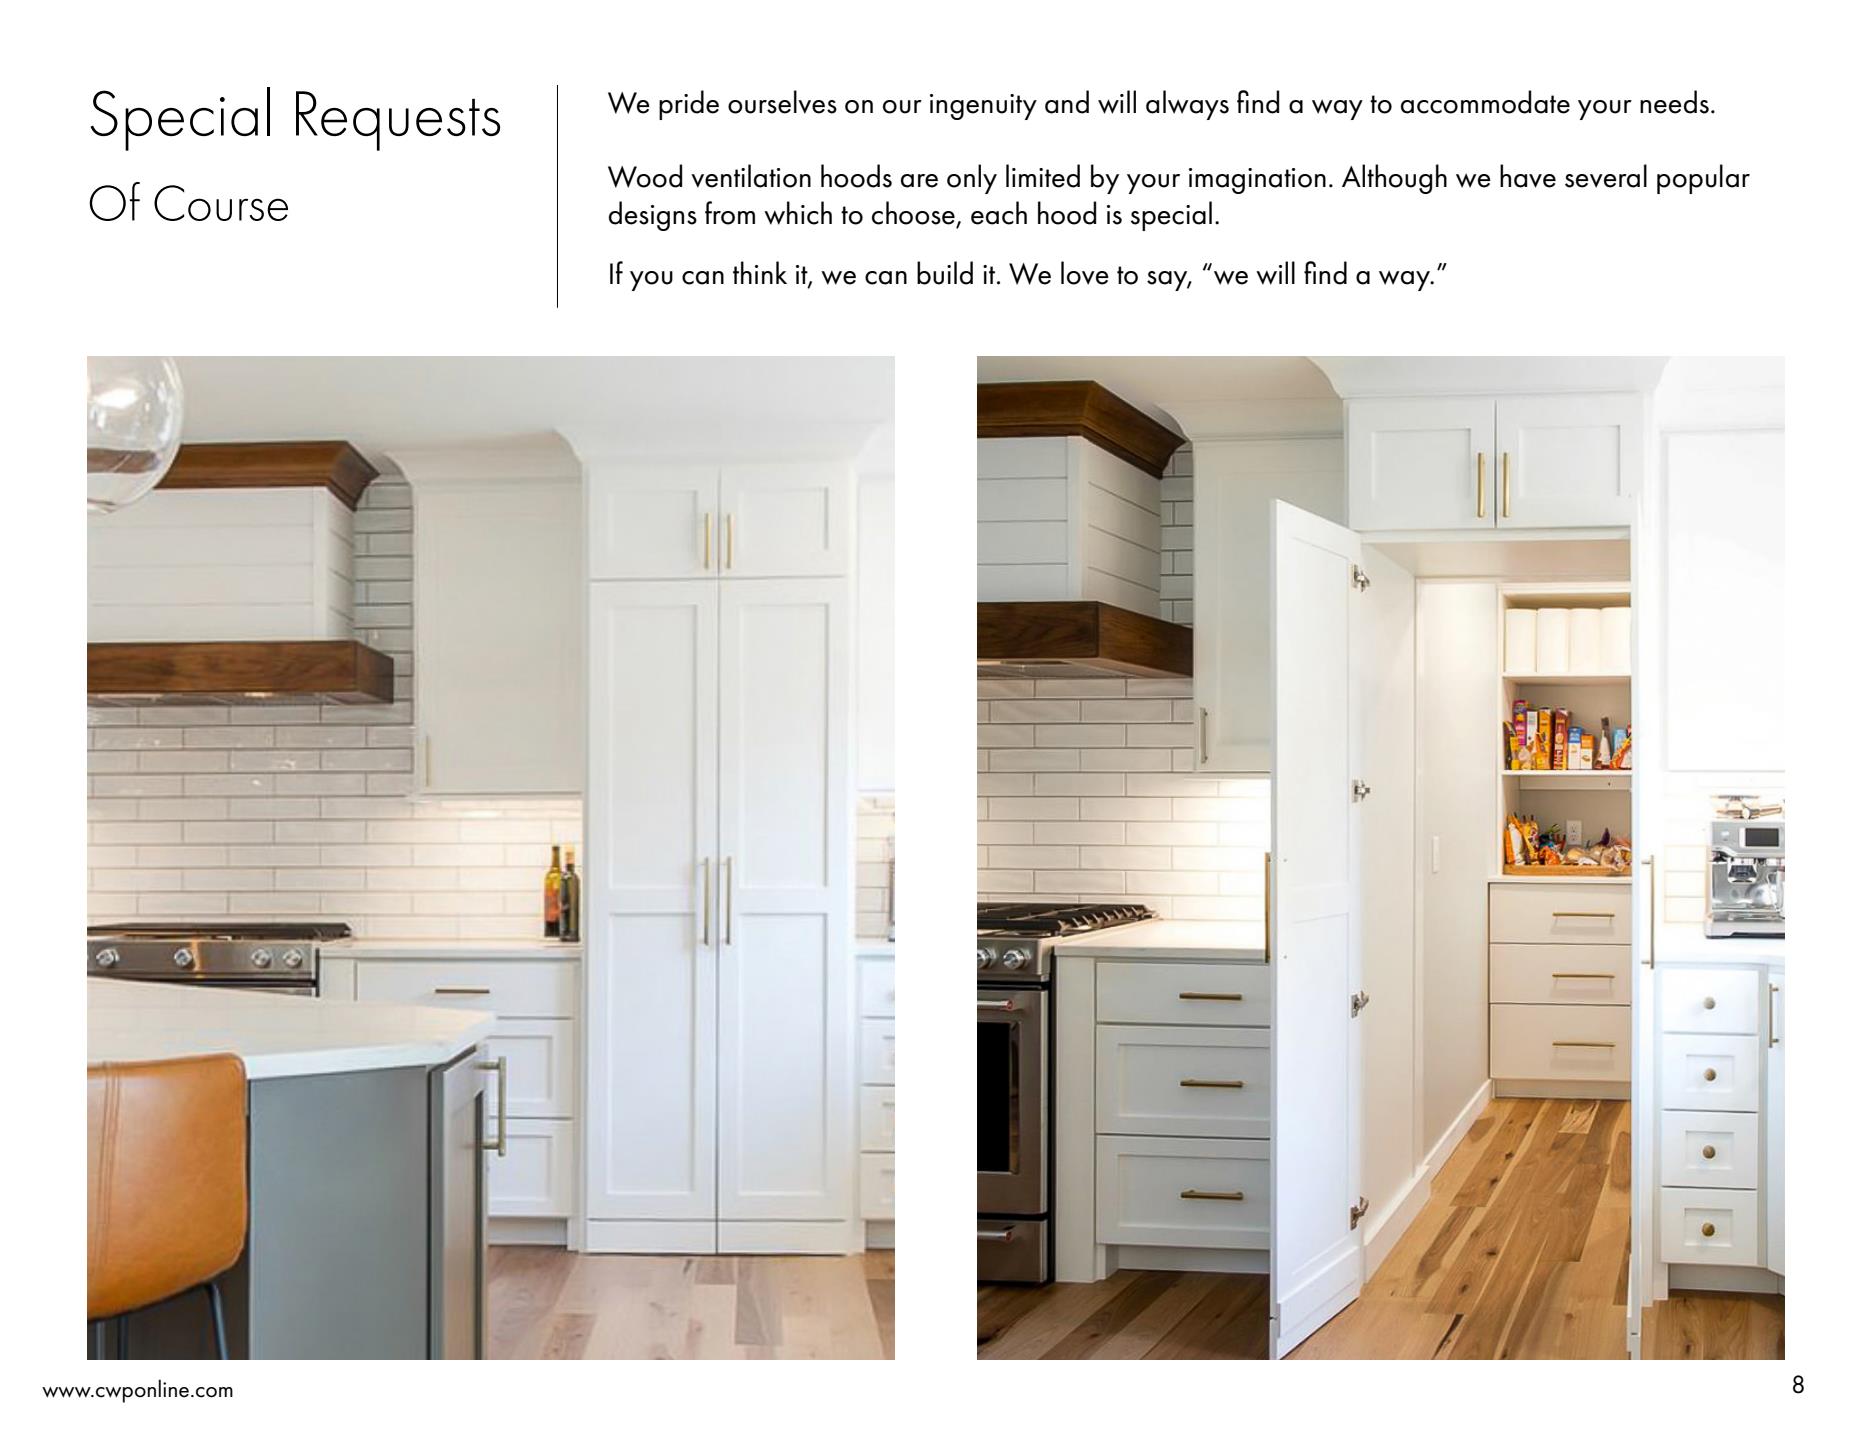 Special Requests
Of Course
We pride ourselves on our ingenuity and will always find a way to accommodate your needs.
Wood ventilation hoods are only limited by your imagination. Although we have several popular
designs from which to choose, each hood is special.
If you can think it, we can build it. We love to say, “we will find a way.”
www.cwponline.com
8